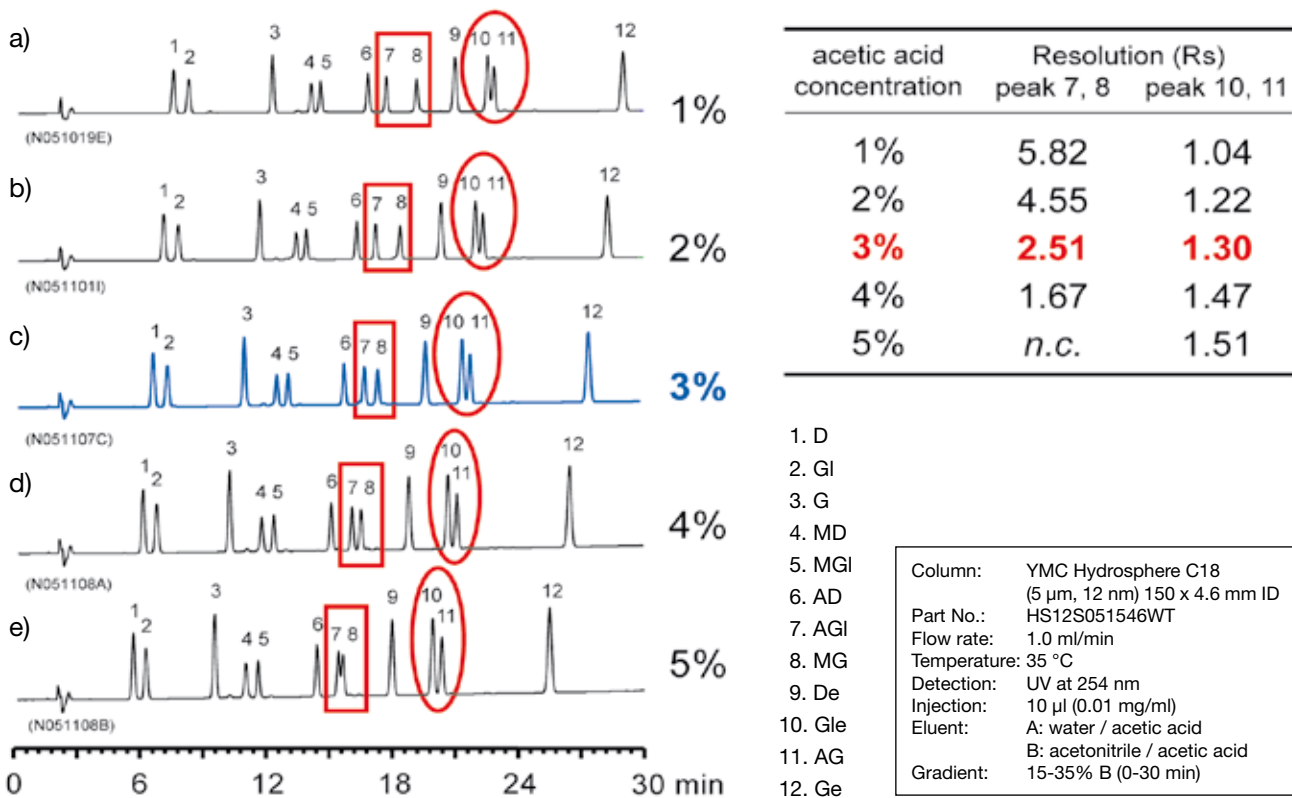 a)
1 2 3 4 5 6 7 8 9 10 11 12
1%
(N051019E)
b)
1 2 3 4 5 6 7 8 9 10 11 12
2%
(N051101I)
c)
1 2 3 4 5 6 7 8 9 10 11 12
3%
(N051107C)
d)
1 2 3 4 5 6 7 8 9 10 11 12
4%
(N051108A)
e)
1 2 3 4 5 6 7 8 9 10 11 12
5%
(N051108B)
0 6 12 18 24 30 min
acetic acid concentration Resolution (Rs)
peak 7, 8 peak 10, 11
1% 5.82 1.04
2% 4.55 1.22
3% 2.51 1.30
4% 1.67 1.47
5% n.c. 1.51
1. D
2. Gl
3. G
4. MD
5. MGl
6. AD
7. AGl
8. MG
9. De
10. Gle
11. AG
12. Ge
Column: YMC Hydrosphere C18
(5 µm, 12 nm) 150 x 4.6 mm ID
Part No.: HS12S051546WT
Flow rate: 1.0 ml/min
Temperature: 35 °C
Detection: UV at 254 nm
Injection: 10 µl (0.01 mg/ml)
Eluent: A: water / acetic acid
B: acetonitrile / acetic acid
Gradient: 15-35% B (0-30 min)